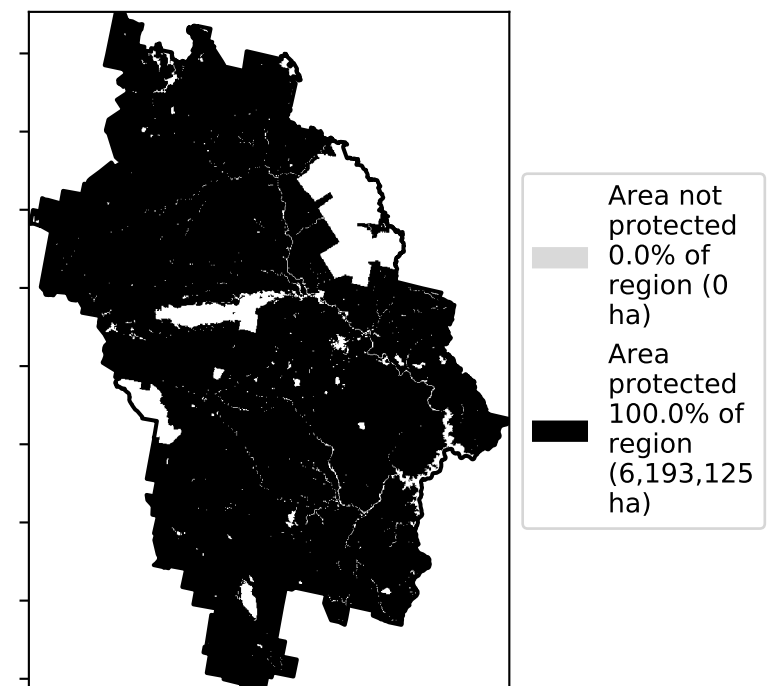 Area not
protected
0.0% of
region (0
ha)
Area
protected
100.0% of
region
(6,193,125
ha)